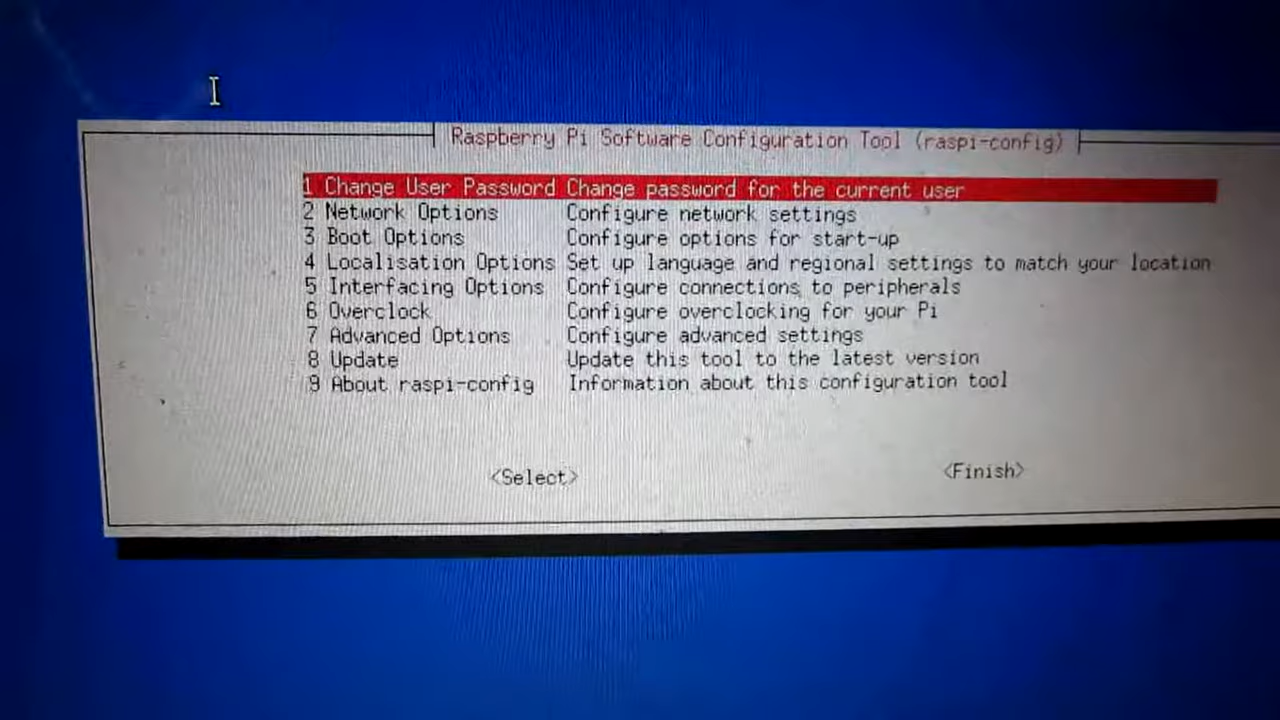 Raspberry Pi Software Configuration Tool (raspi-config)
1 Change User Password Change password for the current user
2 Network Options Configure network settings
3 Boot Options Configure options for start-up
4 Localisation Options Set up language and regional settings to match your location
5 Interfacing Options Configure connections to peripherals
6 Overclock Configure overclocking for your Pi
7 Advanced Options Configure advanced settings
8 Update Update this tool to the latest version
9 About raspi-config Information about this configuration tool
<Select> <Finish>